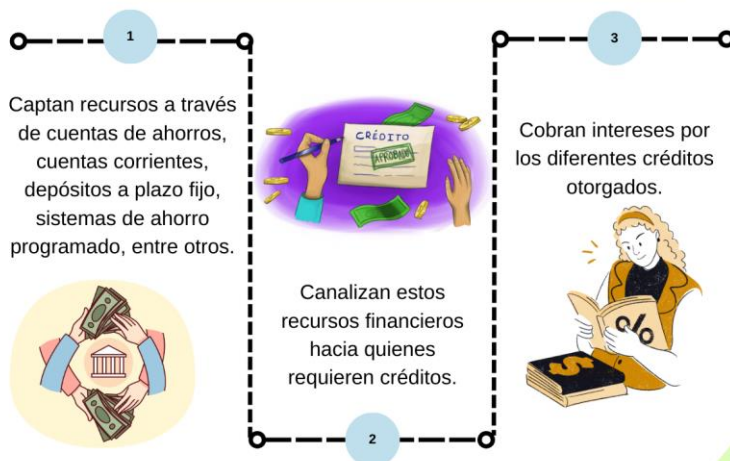 1
Captan recursos a través
de cuentas de ahorros,
cuentas corrientes,
depósitos a plazo fijo,
sistemas de ahorro
programado, entre otros.
CRÉDITO
APROBADO
Canalizan estos
recursos financieros
hacia quienes
requieren créditos.
2
3
Cobran intereses por
los diferentes créditos
otorgados.
%
$